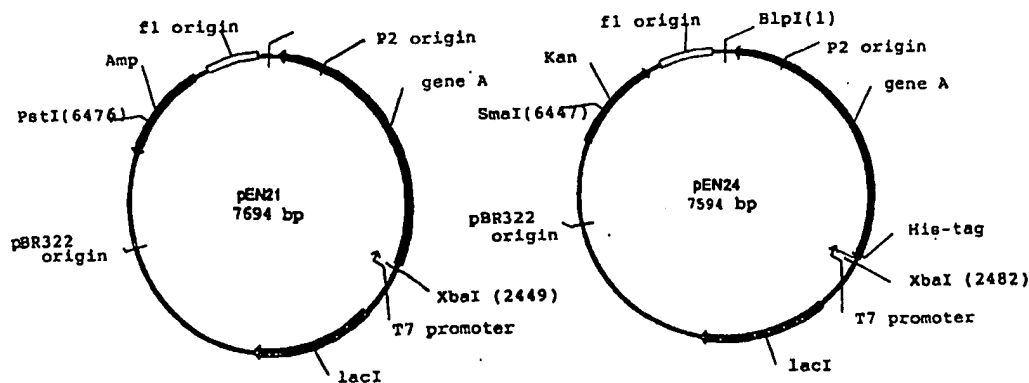 f1 origin
Amp
P2 origin
gene A
PstI(6476)
pEN21
7694 bp
pBR322
origin
XbaI (2449)
T7 promoter
lacI
f1 origin
BlpI(1)
Kan
P2 origin
gene A
SmaI(6447)
pEN24
7594 bp
pBR322
origin
His-tag
XbaI (2482)
T7 promoter
lacI